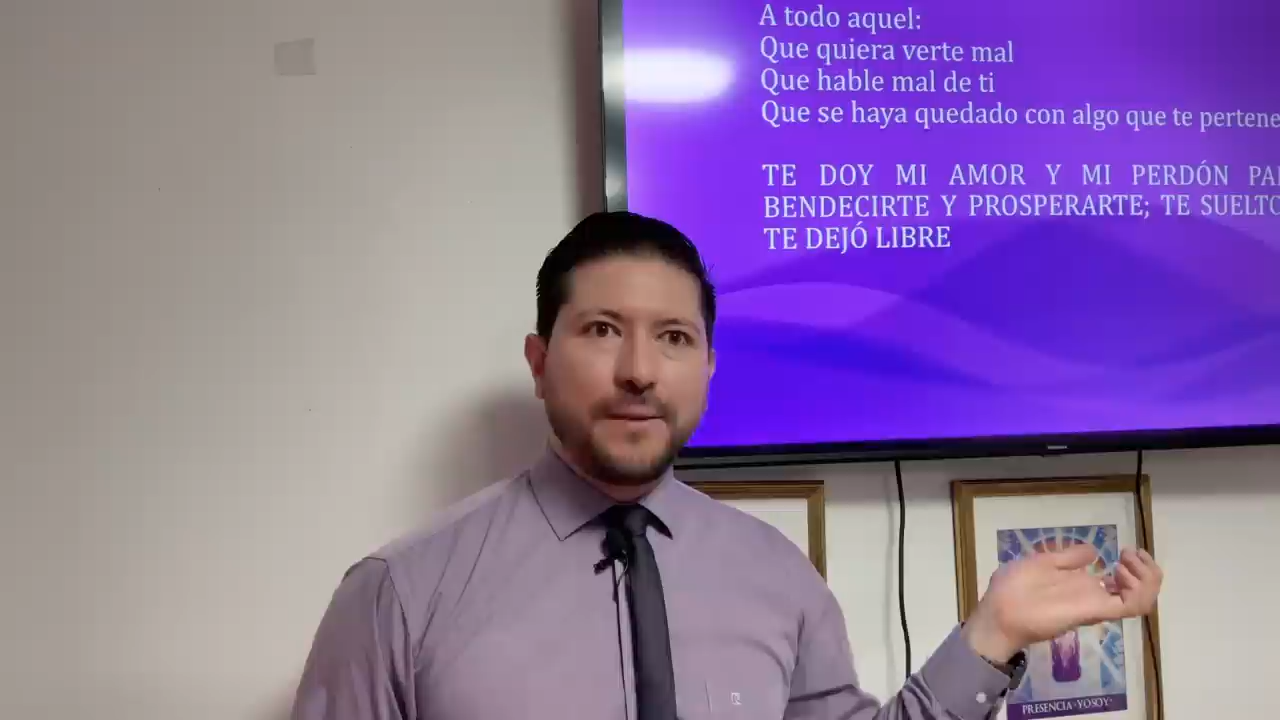 A todo aquel:
Que quiera verte mal
Que hable mal de ti
Que se haya quedado con algo que te pertene
TE DOY MI AMOR Y MI PERDÓN PA
BENDECIRTE Y PROSPERARTE; TE SUELTO
TE DEJÓ LIBRE
PRESENCIA YO SOY